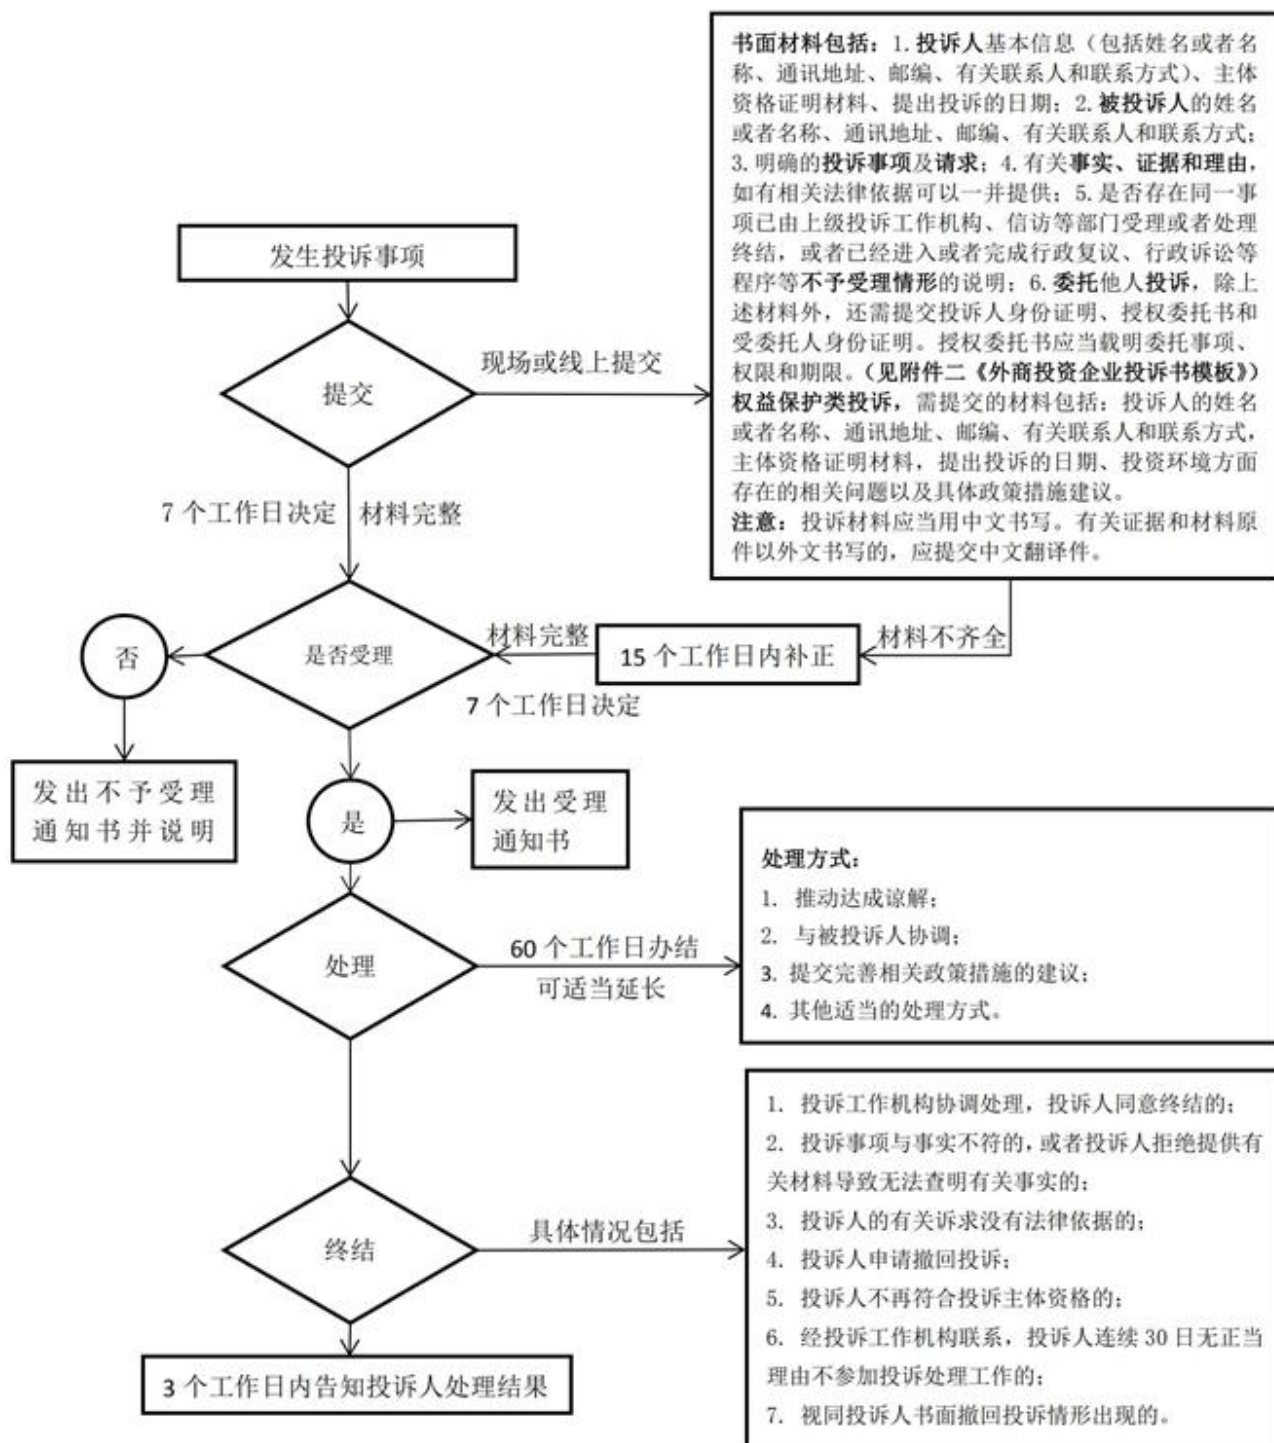 书面材料包括：1.投诉人基本信息（包括姓名或者名
称、通讯地址、邮编、有关联系人和联系方式）、主体
资格证明材料、提出投诉的日期；2.被投诉人的姓名
或者名称、通讯地址、邮编、有关联系人和联系方式；
3.明确的投诉事项及请求；4.有关事实、证据和理由，
如有相关法律依据可以一并提供；5.是否存在同一事
项已由上级投诉工作机构、信访等部门受理或者处理
终结，或者已经进入或者完成行政复议、行政诉讼等
程序等不予受理情形的说明；6.委托他人投诉，除上
述材料外，还需提交投诉人身份证明、授权委托书和
受委托人身份证明。授权委托书应当载明委托事项、
权限和期限。（见附件二《外商投资企业投诉书模板》）
权益保护类投诉，需提交的材料包括：投诉人的姓名
或者名称、通讯地址、邮编、有关联系人和联系方式，
主体资格证明材料，提出投诉的日期、投资环境方面
存在的相关问题以及具体政策措施建议。
注意：投诉材料应当用中文书写。有关证据和材料原
件以外文书写的，应提交中文翻译件。
发生投诉事项
提交
现场或线上提交
7 个工作日决定
材料完整
是否受理
否
材料完整
15 个工作日内补正
材料不齐全
7 个工作日决定
发出不予受理
通知书并说明
是
发出受理
通知书
处理
60 个工作日办结
可适当延长
处理方式：
1. 推动达成谅解；
2. 与被投诉人协调；
3. 提交完善相关政策措施的建议；
4. 其他适当的处理方式。
终结
具体情况包括
1. 投诉工作机构协调处理，投诉人同意终结的；
2. 投诉事项与事实不符的，或者投诉人拒绝提供有
关材料导致无法查明有关事实的；
3. 投诉人的有关诉求没有法律依据的；
4. 投诉人申请撤回投诉；
5. 投诉人不再符合投诉主体资格的；
6. 经投诉工作机构联系，投诉人连续 30 日无正当
理由不参加投诉处理工作的；
7. 视同投诉人书面撤回投诉情形出现的。
3 个工作日内告知投诉人处理结果